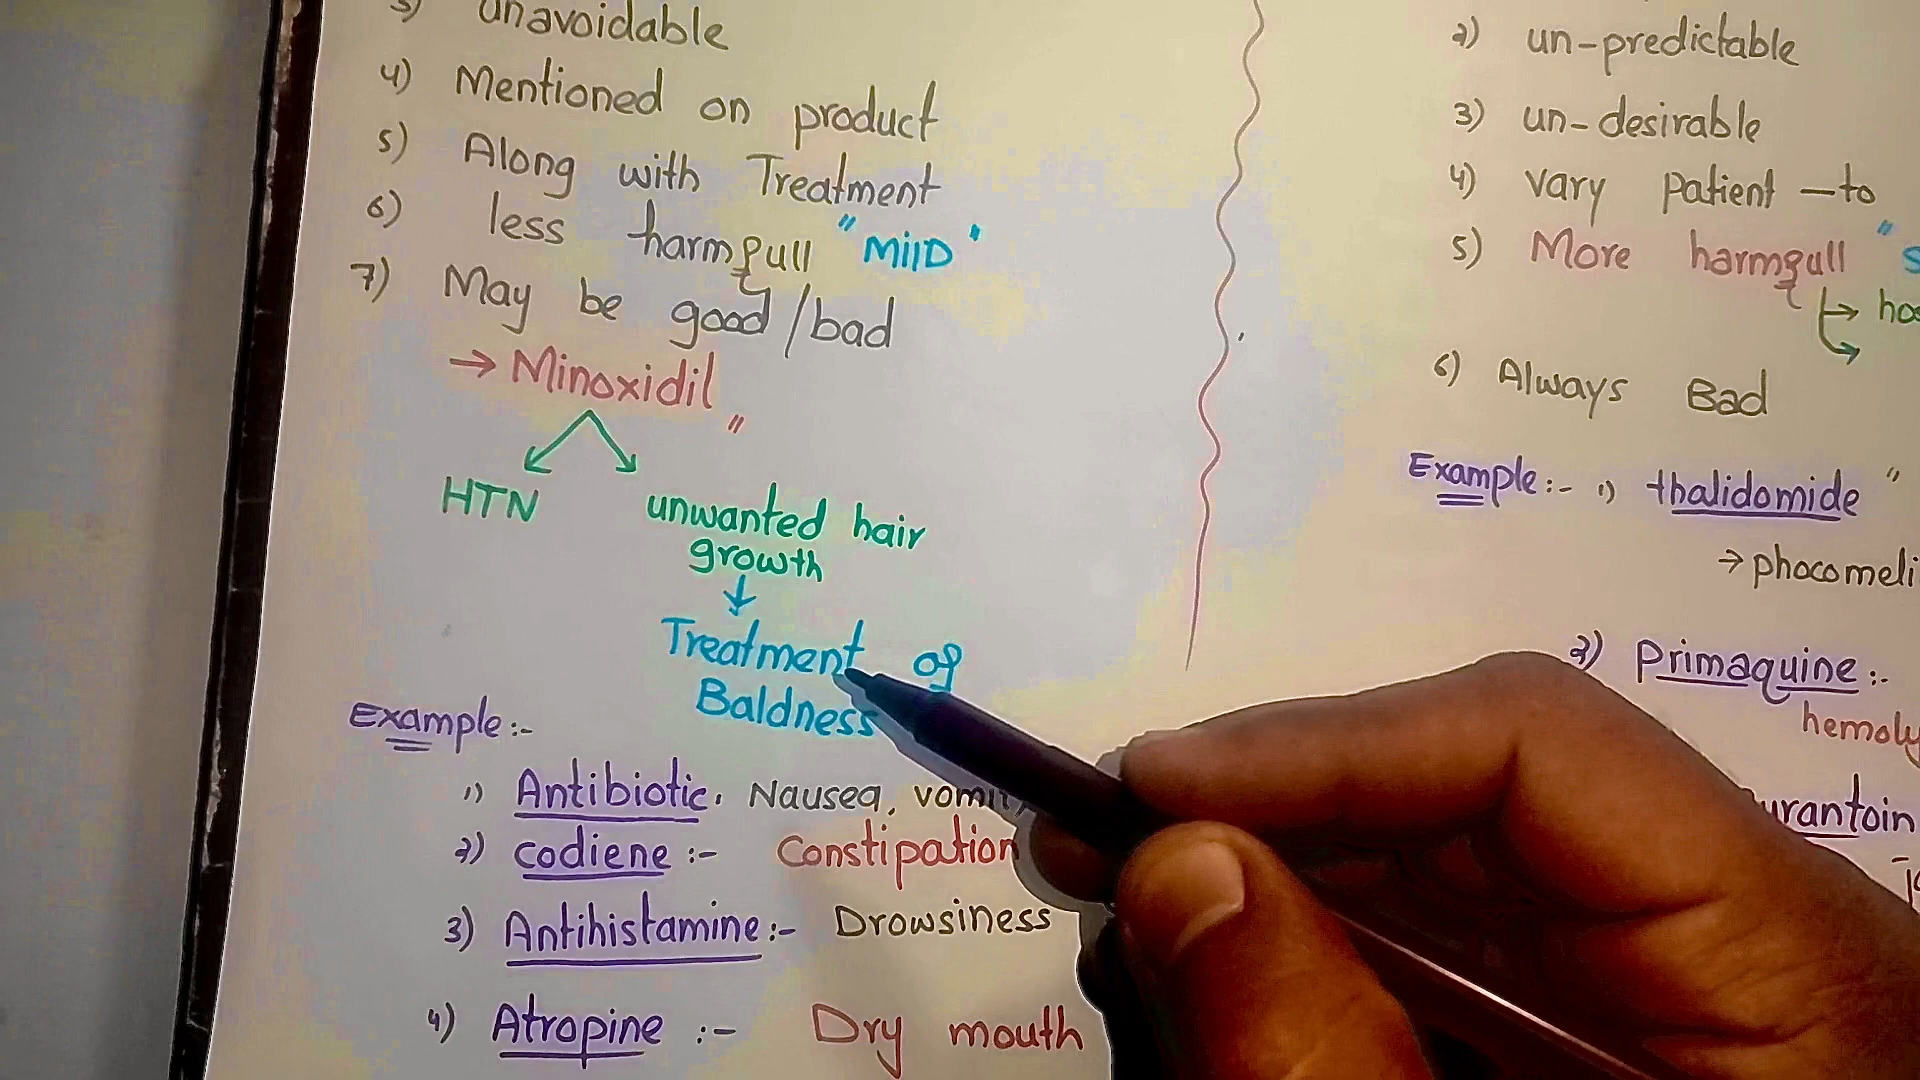 3) unavoidable
4) Mentioned on product
5) Along with Treatment
6) less harmfull "MilD"
7) May be good/bad
→ Minoxidil "
HTN
unwanted hair
growth
Treatment of
Baldness
Example:-
1) Antibiotic. Nausea, vomit,
2) codiene :- Constipation
3) Antihistamine:- Drowsiness
4) Atropine :- Dry mouth
2) un-predictable
3) un-desirable
4) vary patient -to
5) More harmfull "
6) Always Bad
Example:- 1) thalidomide "
→ phocomeli
2) Primaquine:-
hemoly
urantoin